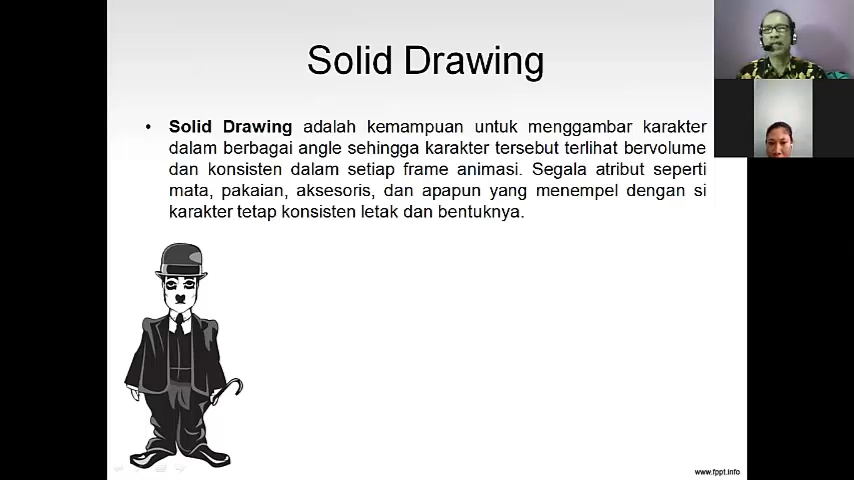 Solid Drawing
• Solid Drawing adalah kemampuan untuk menggambar karakter
dalam berbagai angle sehingga karakter tersebut terlihat bervolume
dan konsisten dalam setiap frame animasi. Segala atribut seperti
mata, pakaian, aksesoris, dan apapun yang menempel dengan si
karakter tetap konsisten letak dan bentuknya.
www.fppt.info